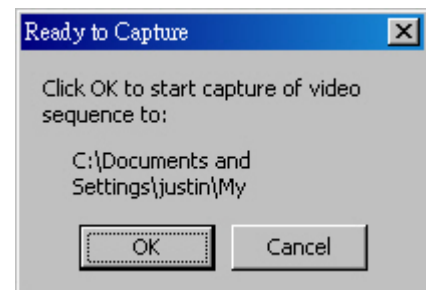 Ready to Capture
Click OK to start capture of video
sequence to:
C:\Documents and
Settings\justin\My
OK
Cancel